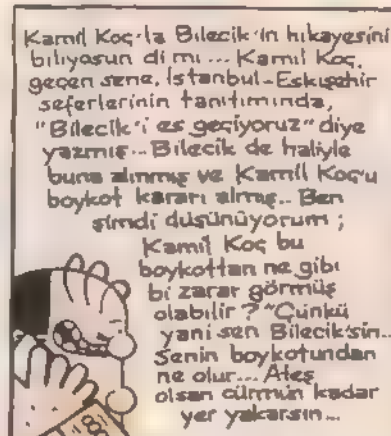 Kamil Koç'la Bilecik'in hikayesini
biliyosun di mi... Kamil Koç,
geçen sene, İstanbul-Eskişehir
seferlerinin tanıtımında,
"Bilecik'i es geçiyoruz" diye
yazmış.. Bilecik de haliyle
buna alınmış ve Kamil Koç'u
boykot kararı almış.. Ben
şimdi düşünüyorum;
Kamil Koç bu
boykottan ne gibi
bi zarar görmüş
olabilir? "Çünkü
yani sen Bilecik'sin..
Senin boykotundan
ne olur... Ateş
olsan cürmün kadar
yer yakarsın...